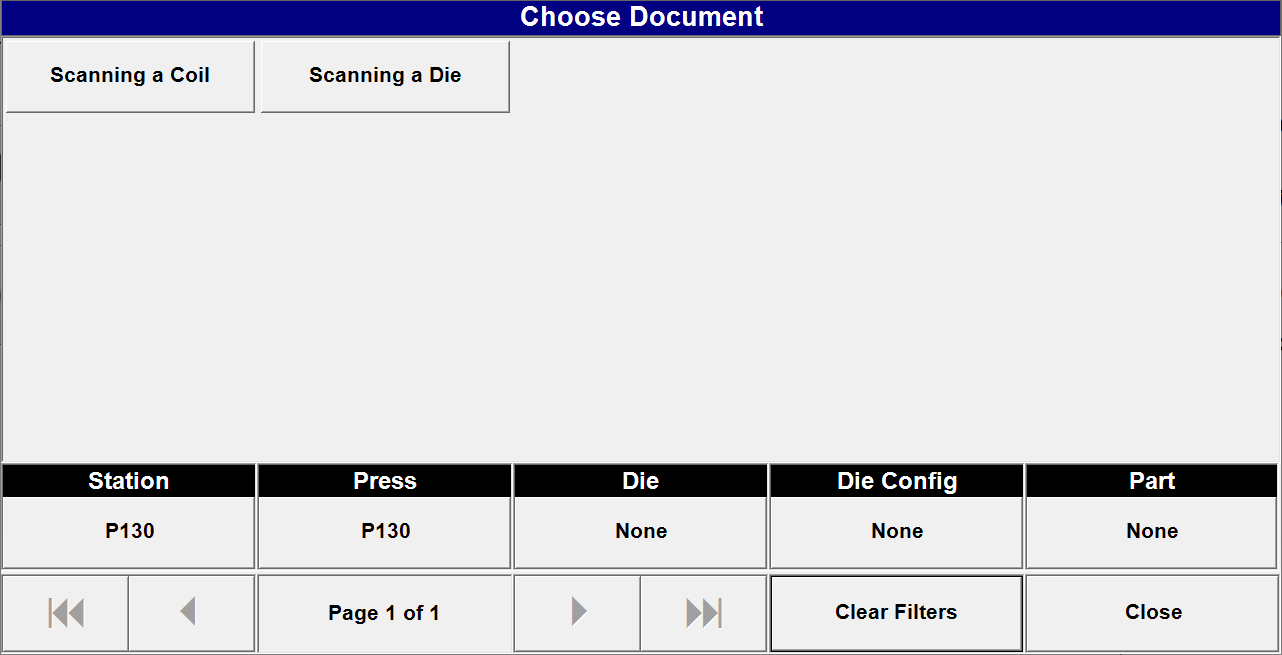 Choose Document
Scanning a Coil
Scanning a Die
Station
Press
Die
Die Config
Part
P130
P130
None
None
None
Page 1 of 1
Clear Filters
Close